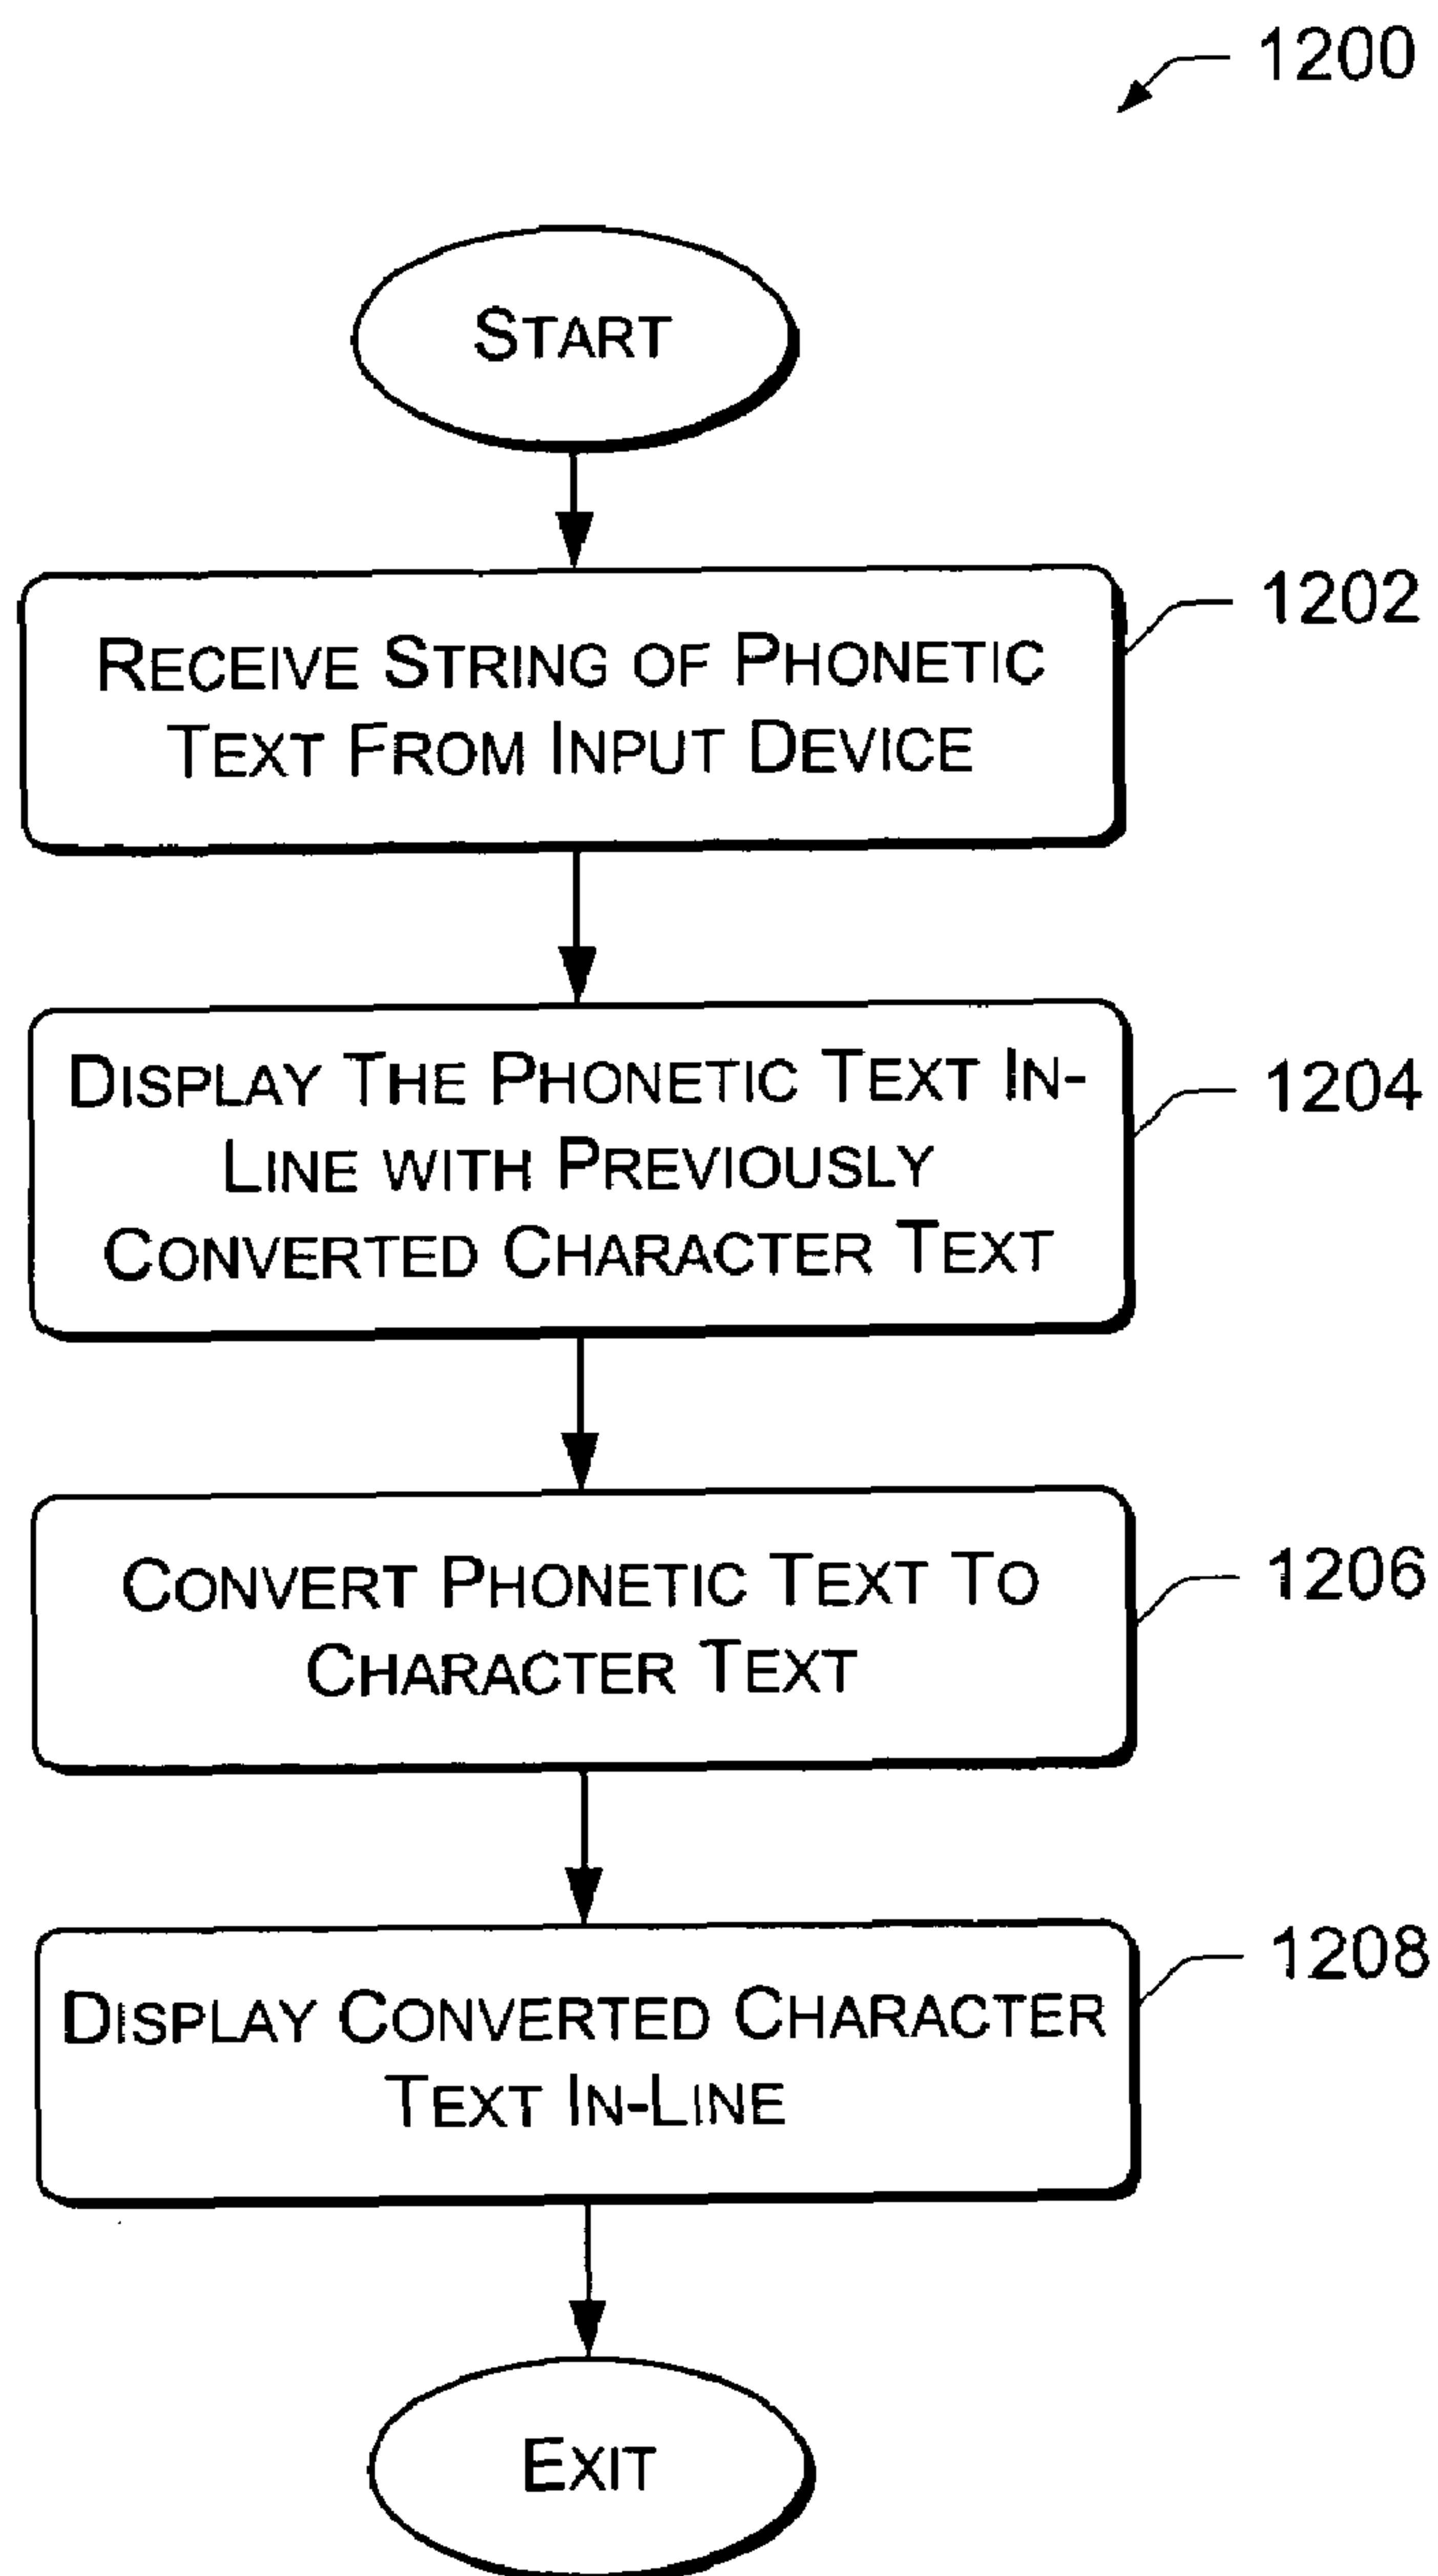 1200
START
RECEIVE STRING OF PHONETIC
TEXT FROM INPUT DEVICE
1202
DISPLAY THE PHONETIC TEXT IN-
LINE WITH PREVIOUSLY
CONVERTED CHARACTER TEXT
1204
CONVERT PHONETIC TEXT TO
CHARACTER TEXT
1206
DISPLAY CONVERTED CHARACTER
TEXT IN-LINE
1208
EXIT